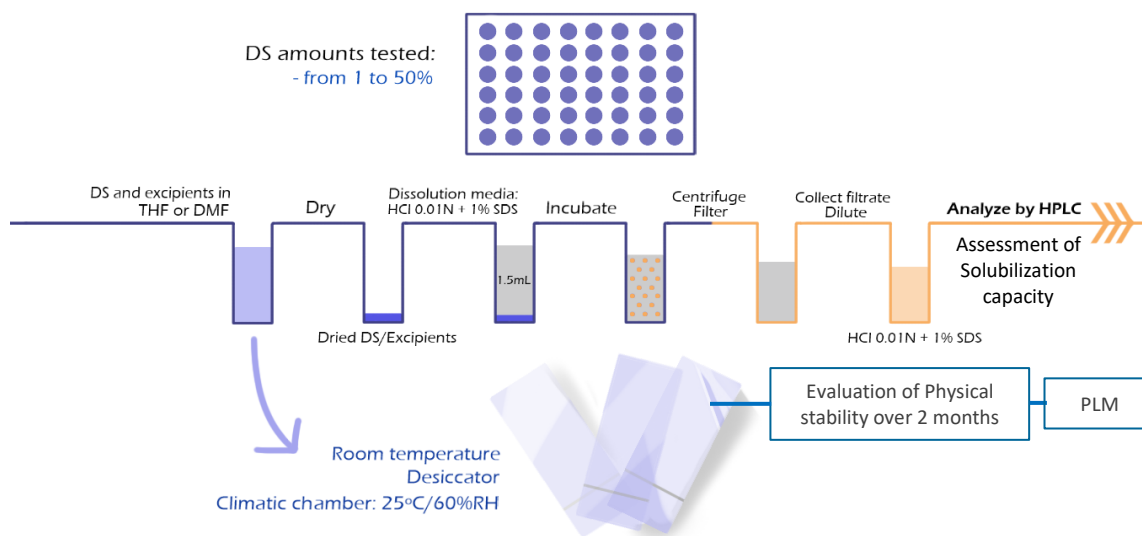 DS amounts tested:
- from 1 to 50%
DS and excipients in
THF or DMF
Dry
Dissolution media:
HCl 0.01N + 1% SDS
Incubate
Centrifuge
Filter
Collect filtrate
Dilute
Analyze by HPLC
Assessment of
Solubilization
capacity
1.5mL
Dried DS/Excipients
HCl 0.01N + 1% SDS
Evaluation of Physical
stability over 2 months
PLM
Room temperature
Desiccator
Climatic chamber: 25ºC/60%RH